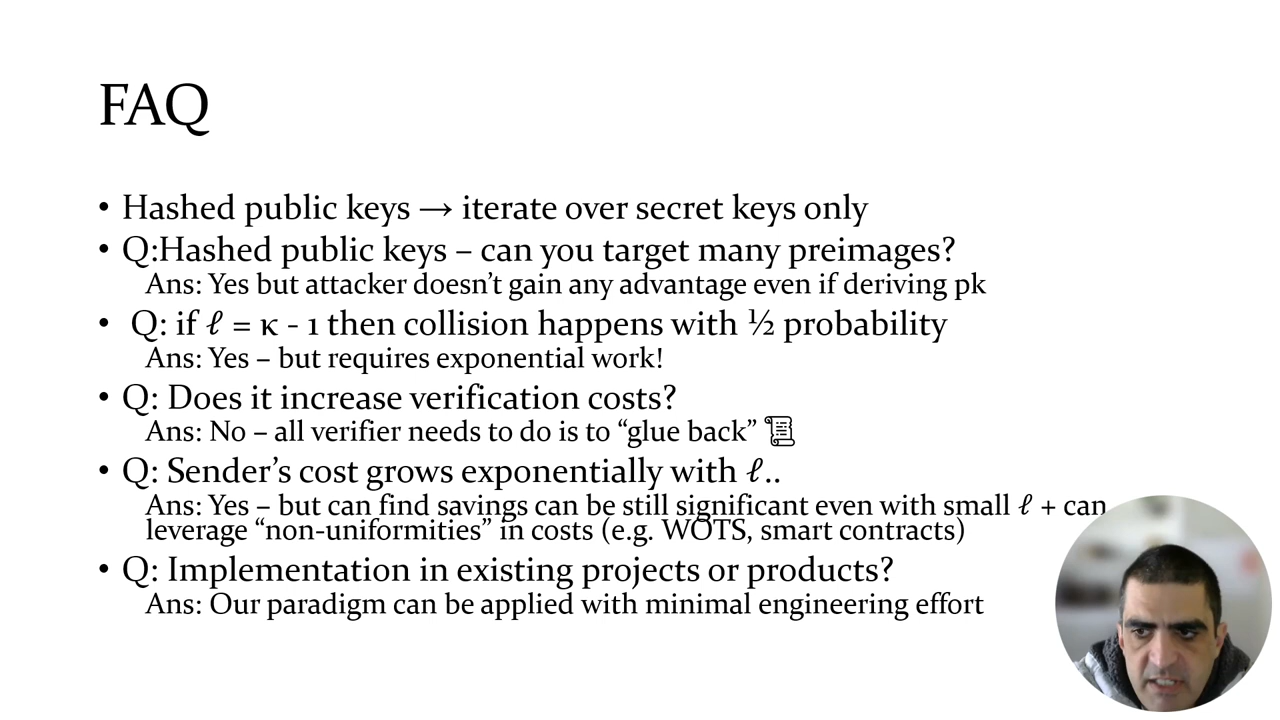 FAQ
• Hashed public keys → iterate over secret keys only
• Q:Hashed public keys – can you target many preimages?
Ans: Yes but attacker doesn’t gain any advantage even if deriving pk
• Q: if ℓ = κ - 1 then collision happens with ½ probability
Ans: Yes – but requires exponential work!
• Q: Does it increase verification costs?
Ans: No – all verifier needs to do is to “glue back” 📜
• Q: Sender’s cost grows exponentially with ℓ..
Ans: Yes – but can find savings can be still significant even with small ℓ + can
leverage “non-uniformities” in costs (e.g. WOTS, smart contracts)
• Q: Implementation in existing projects or products?
Ans: Our paradigm can be applied with minimal engineering effort